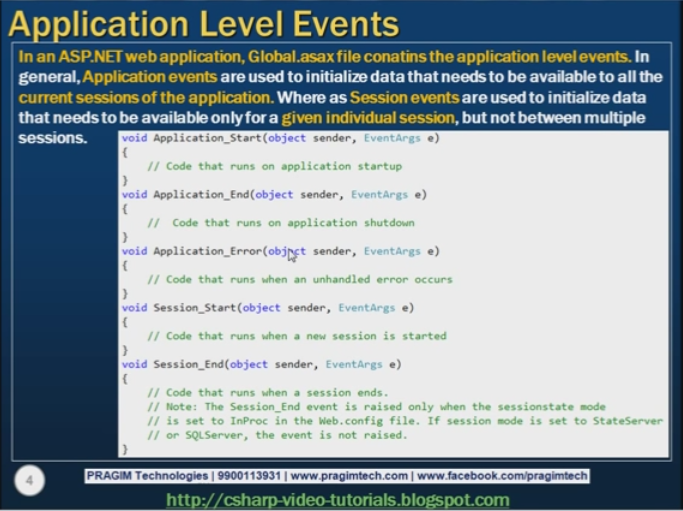 Application Level Events
In an ASP.NET web application, Global.asax file conatins the application level events. In
general, Application events are used to initialize data that needs to be available to all the
current sessions of the application. Where as Session events are used to initialize data
that needs to be available only for a given individual session, but not between multiple
sessions.
void Application_Start(object sender, EventArgs e)
{
// Code that runs on application startup
}
void Application_End(object sender, EventArgs e)
{
//  Code that runs on application shutdown
}
void Application_Error(object sender, EventArgs e)
{
// Code that runs when an unhandled error occurs
}
void Session_Start(object sender, EventArgs e)
{
// Code that runs when a new session is started
}
void Session_End(object sender, EventArgs e)
{
// Code that runs when a session ends.
// Note: The Session_End event is raised only when the sessionstate mode
// is set to InProc in the Web.config file. If session mode is set to StateServer
// or SQLServer, the event is not raised.
}
4
PRAGIM Technologies | 9900113931 | www.pragimtech.com | www.facebook.com/pragimtech
http://csharp-video-tutorials.blogspot.com